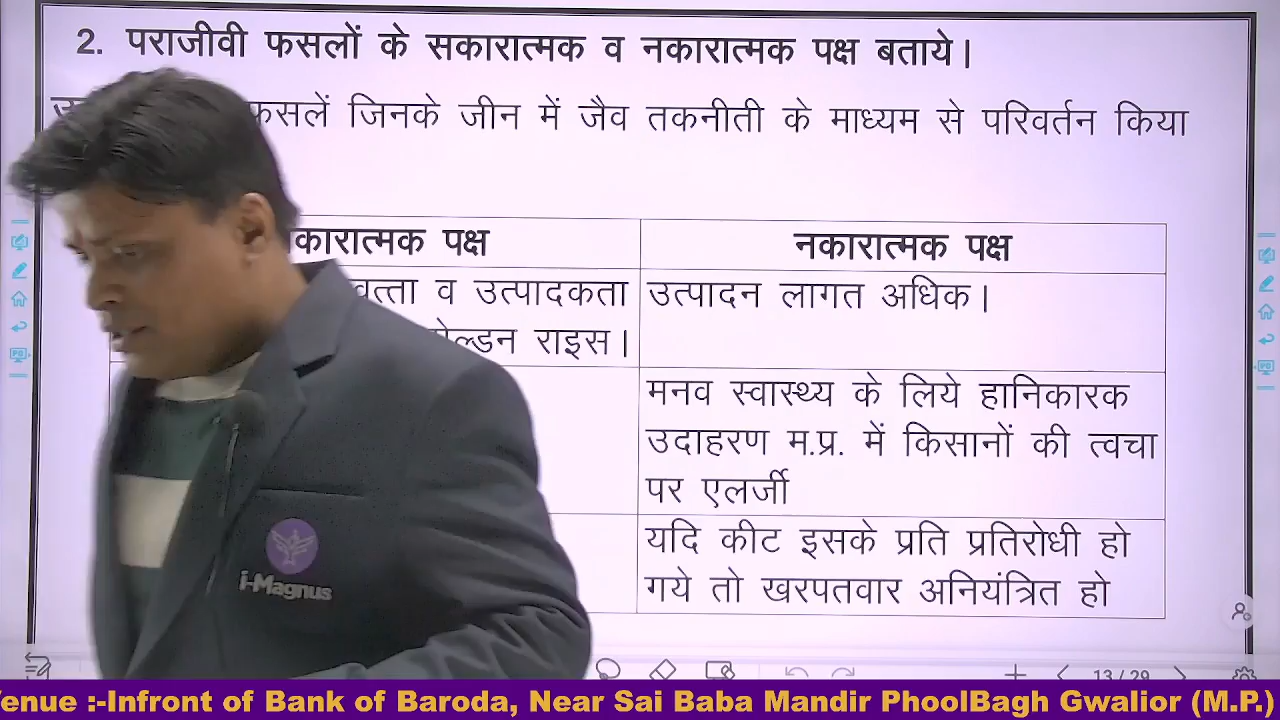 2. पराजीवी फसलों के सकारात्मक व नकारात्मक पक्ष बताये।
फसलें जिनके जीन में जैव तकनीती के माध्यम से परिवर्तन किया
कारात्मक पक्ष
नकारात्मक पक्ष
वत्ता व उत्पादकता
ल्डन राइस।
उत्पादन लागत अधिक।
मनव स्वास्थ्य के लिये हानिकारक
उदाहरण म.प्र. में किसानों की त्वचा
पर एलर्जी
यदि कीट इसके प्रति प्रतिरोधी हो
गये तो खरपतवार अनियंत्रित हो
i-Magnus
13 / 29
enue :-Infront of Bank of Baroda, Near Sai Baba Mandir PhoolBagh Gwalior (M.P.)